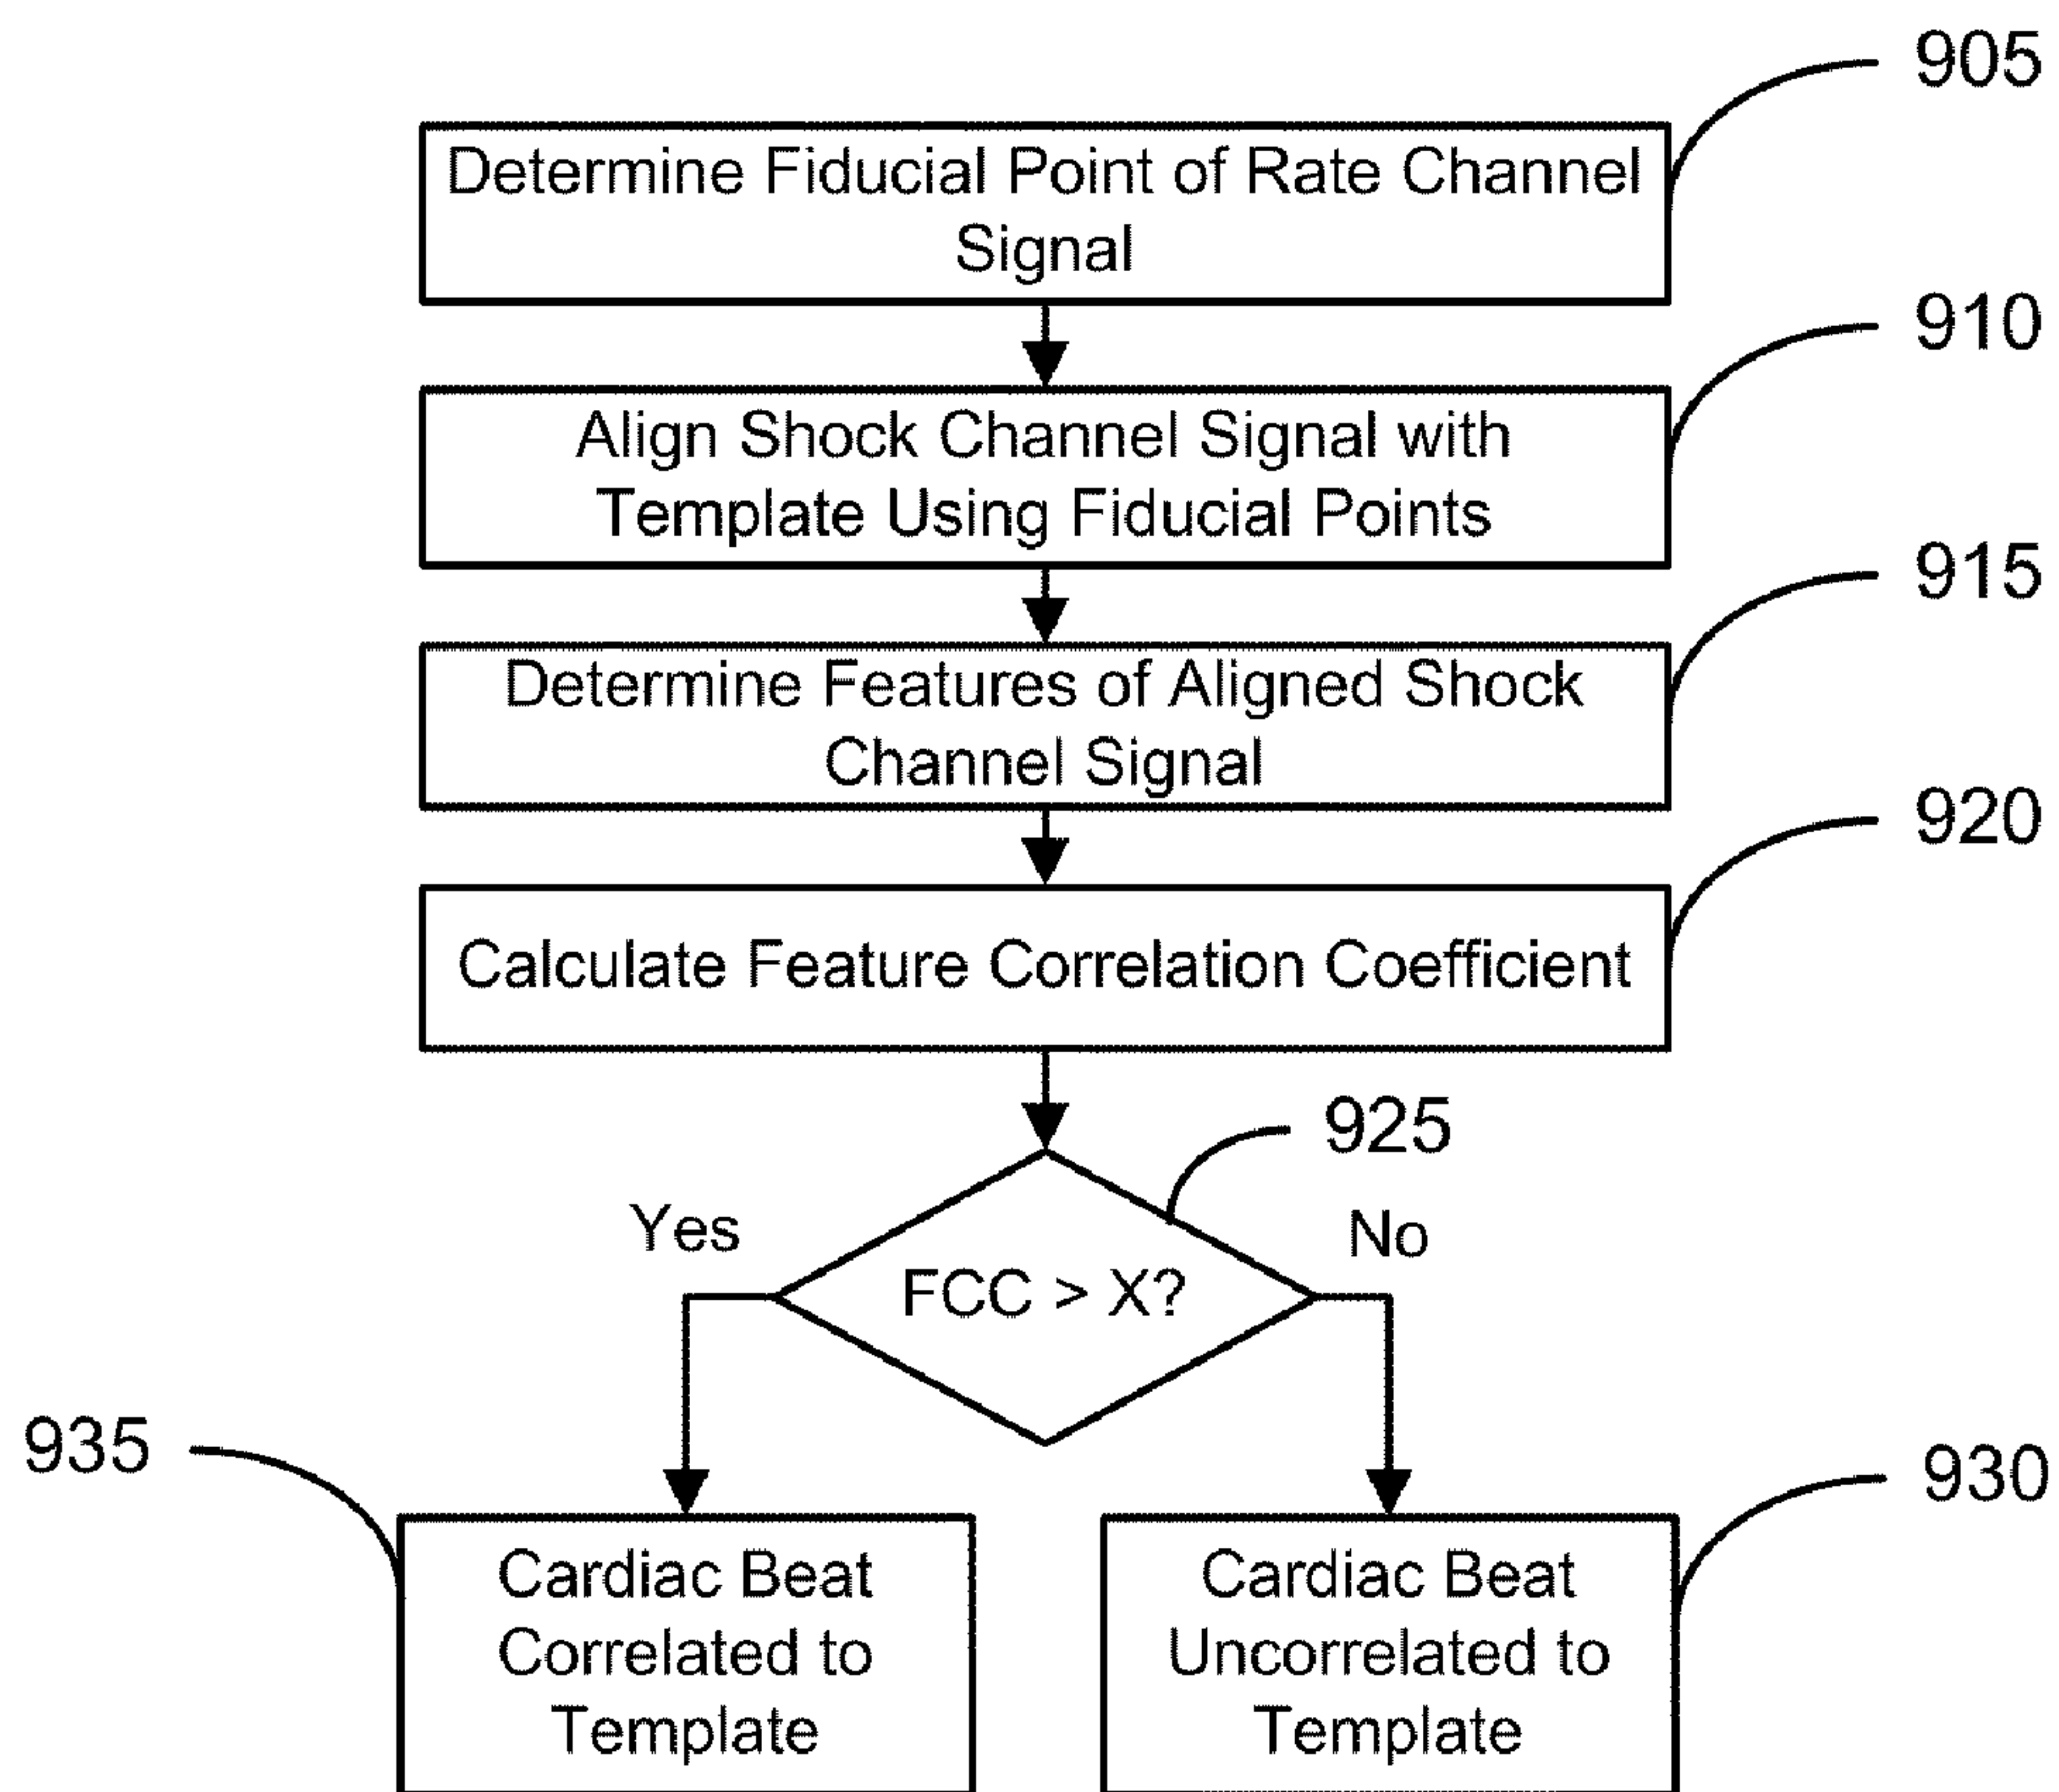 905
Determine Fiducial Point of Rate Channel
Signal
910
Align Shock Channel Signal with
Template Using Fiducial Points
915
Determine Features of Aligned Shock
Channel Signal
920
Calculate Feature Correlation Coefficient
925
Yes
No
FCC > X?
935
930
Cardiac Beat
Correlated to
Template
Cardiac Beat
Uncorrelated to
Template